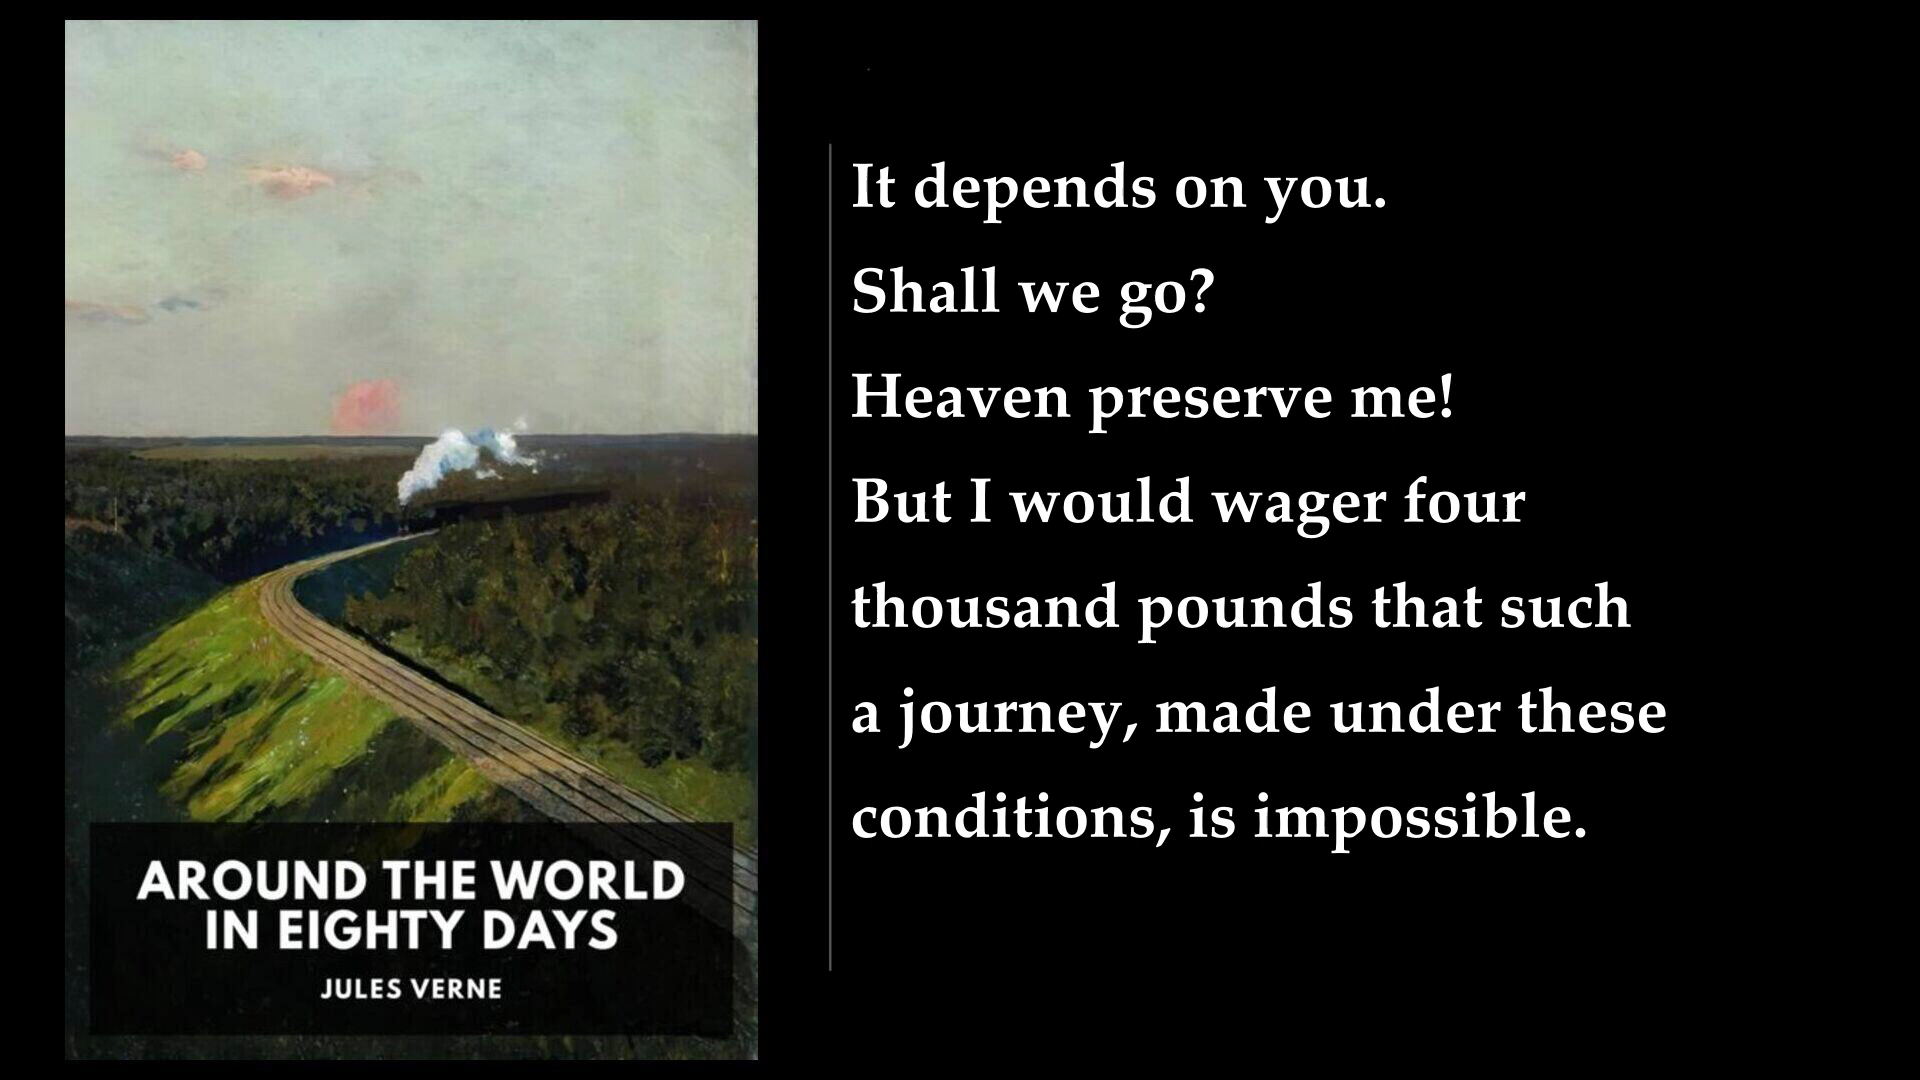 AROUND THE WORLD
IN EIGHTY DAYS
JULES VERNE
It depends on you.
Shall we go?
Heaven preserve me!
But I would wager four
thousand pounds that such
a journey, made under these
conditions, is impossible.